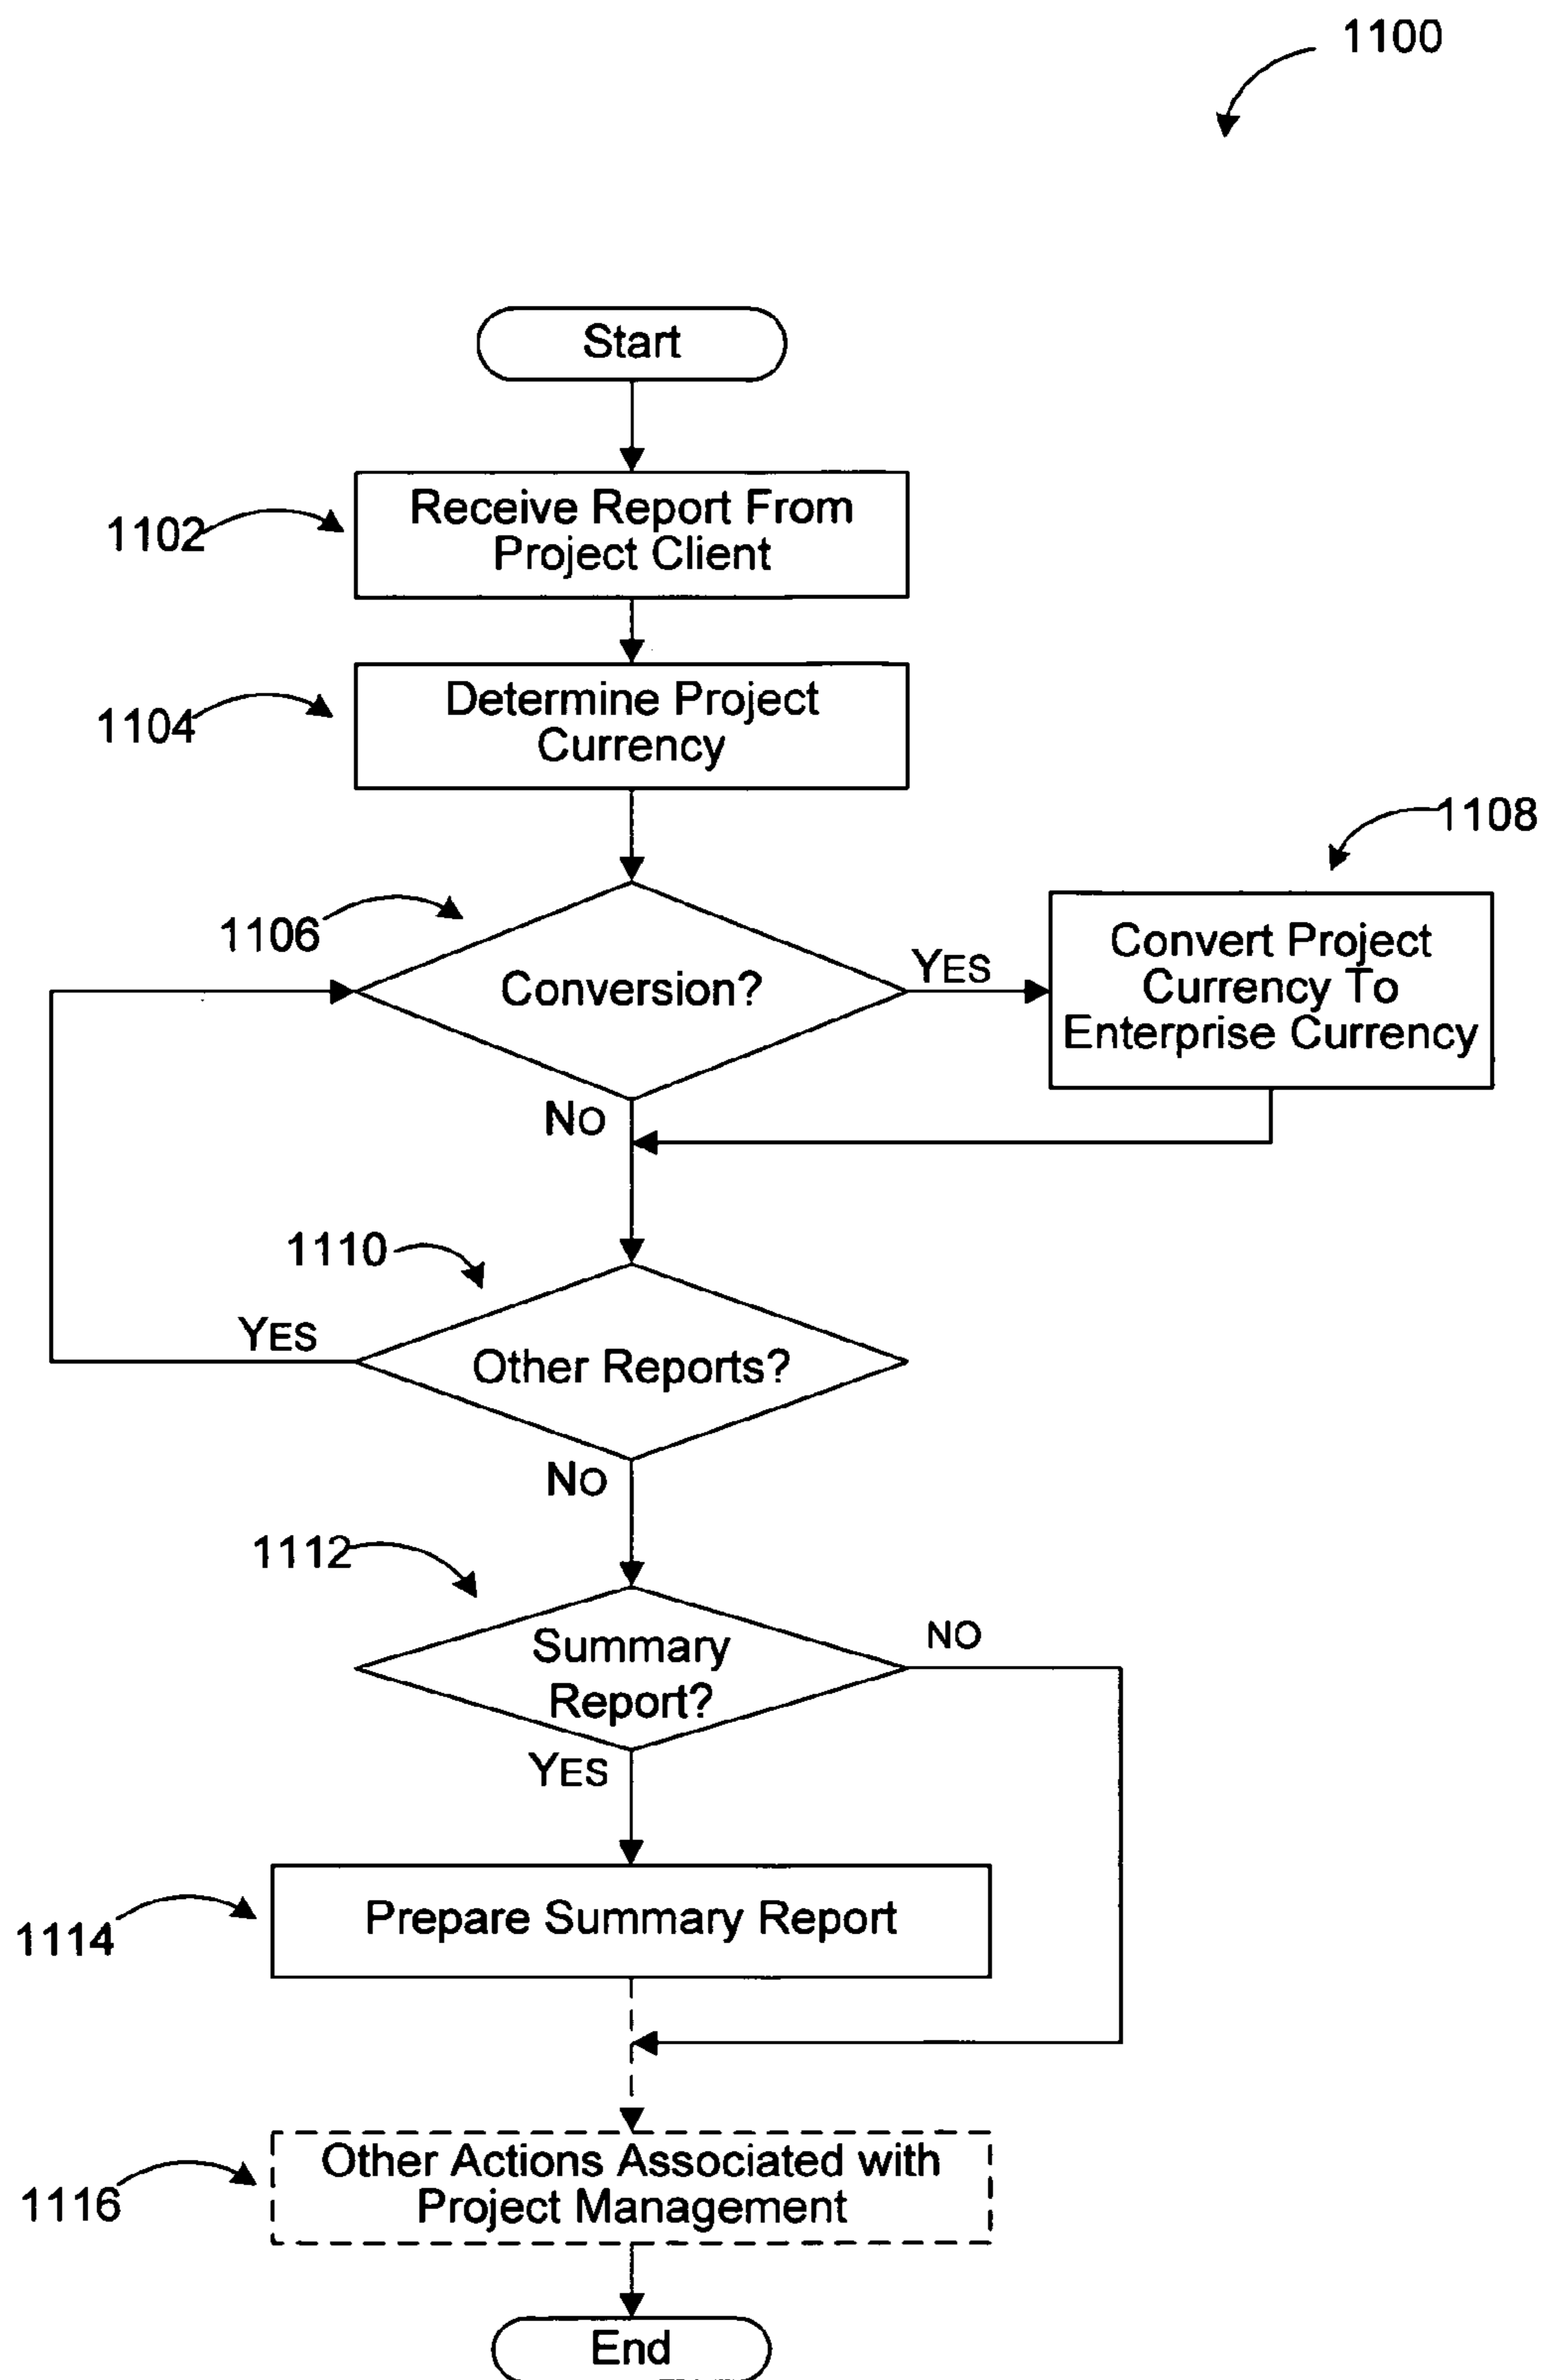 1100
Start
1102
Receive Report From
Project Client
1104
Determine Project
Currency
1108
1106
Conversion?
YES
Convert Project
Currency To
Enterprise Currency
NO
1110
YES
Other Reports?
NO
1112
Summary
Report?
NO
YES
1114
Prepare Summary Report
1116
Other Actions Associated with
Project Management
End